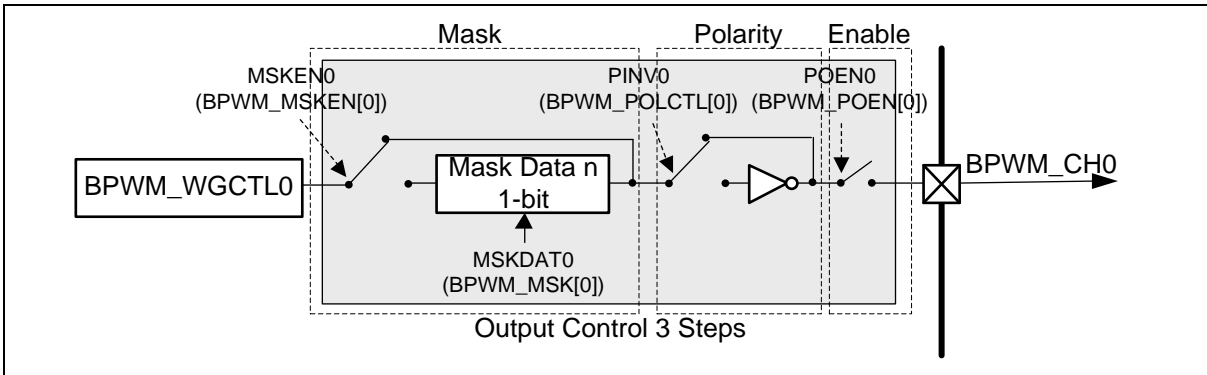 Mask
Polarity
Enable
MSKEN0
(BPWM_MSKEN[0])
PINV0
(BPWM_POLCTL[0])
POEN0
(BPWM_POEN[0])
BPWM_WGCTL0
Mask Data n
1-bit
BPWM_CH0
MSKDAT0
(BPWM_MSK[0])
Output Control 3 Steps